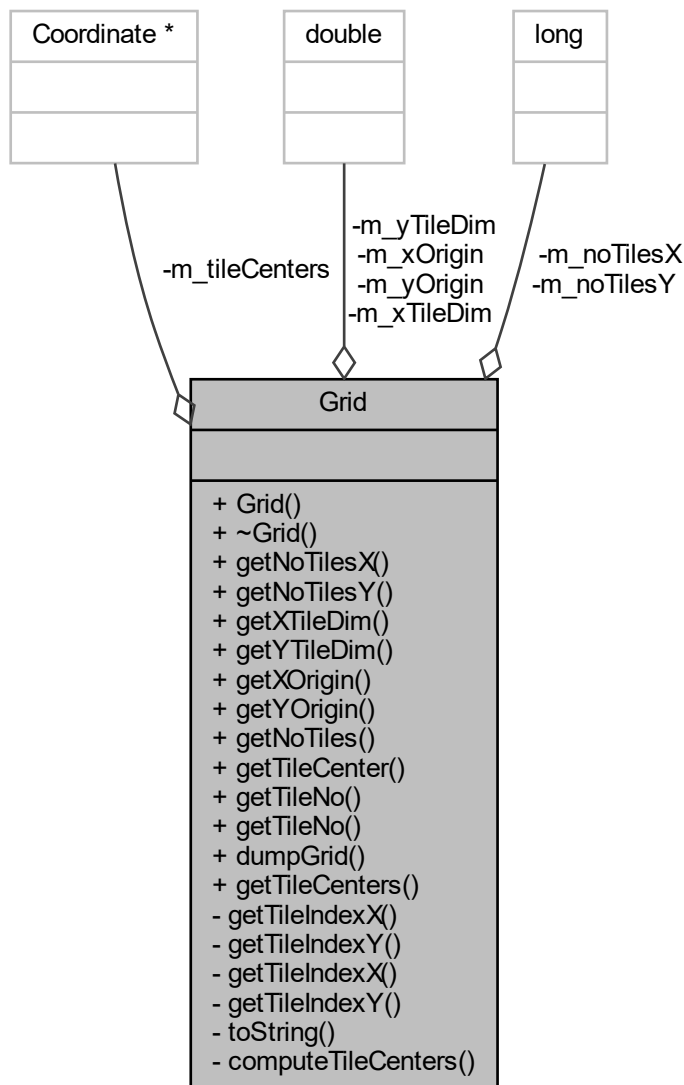 Coordinate *
double
long
-m_tileCenters
-m_yTileDim
-m_xOrigin
-m_yOrigin
-m_xTileDim
-m_noTilesX
-m_noTilesY
Grid
+ Grid()
+ ~Grid()
+ getNoTilesX()
+ getNoTilesY()
+ getXTileDim()
+ getYTileDim()
+ getXOrigin()
+ getYOrigin()
+ getNoTiles()
+ getTileCenter()
+ getTileNo()
+ getTileNo()
+ dumpGrid()
+ getTileCenters()
- getTileIndexX()
- getTileIndexY()
- getTileIndexX()
- getTileIndexY()
- toString()
- computeTileCenters()